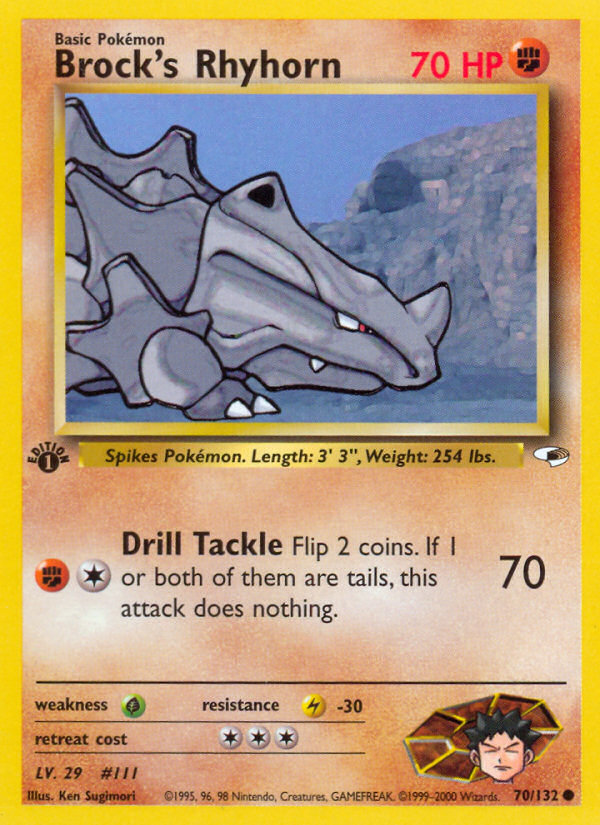 Basic Pokémon
Brock's Rhyhorn 70 HP
EDITION
1
Spikes Pokémon. Length: 3' 3", Weight: 254 lbs.
Drill Tackle Flip 2 coins. If 1
or both of them are tails, this
attack does nothing.
70
weakness resistance -30
retreat cost
LV. 29 #111
Illus. Ken Sugimori ©1995, 96, 98 Nintendo, Creatures, GAMEFREAK. ©1999-2000 Wizards. 70/132